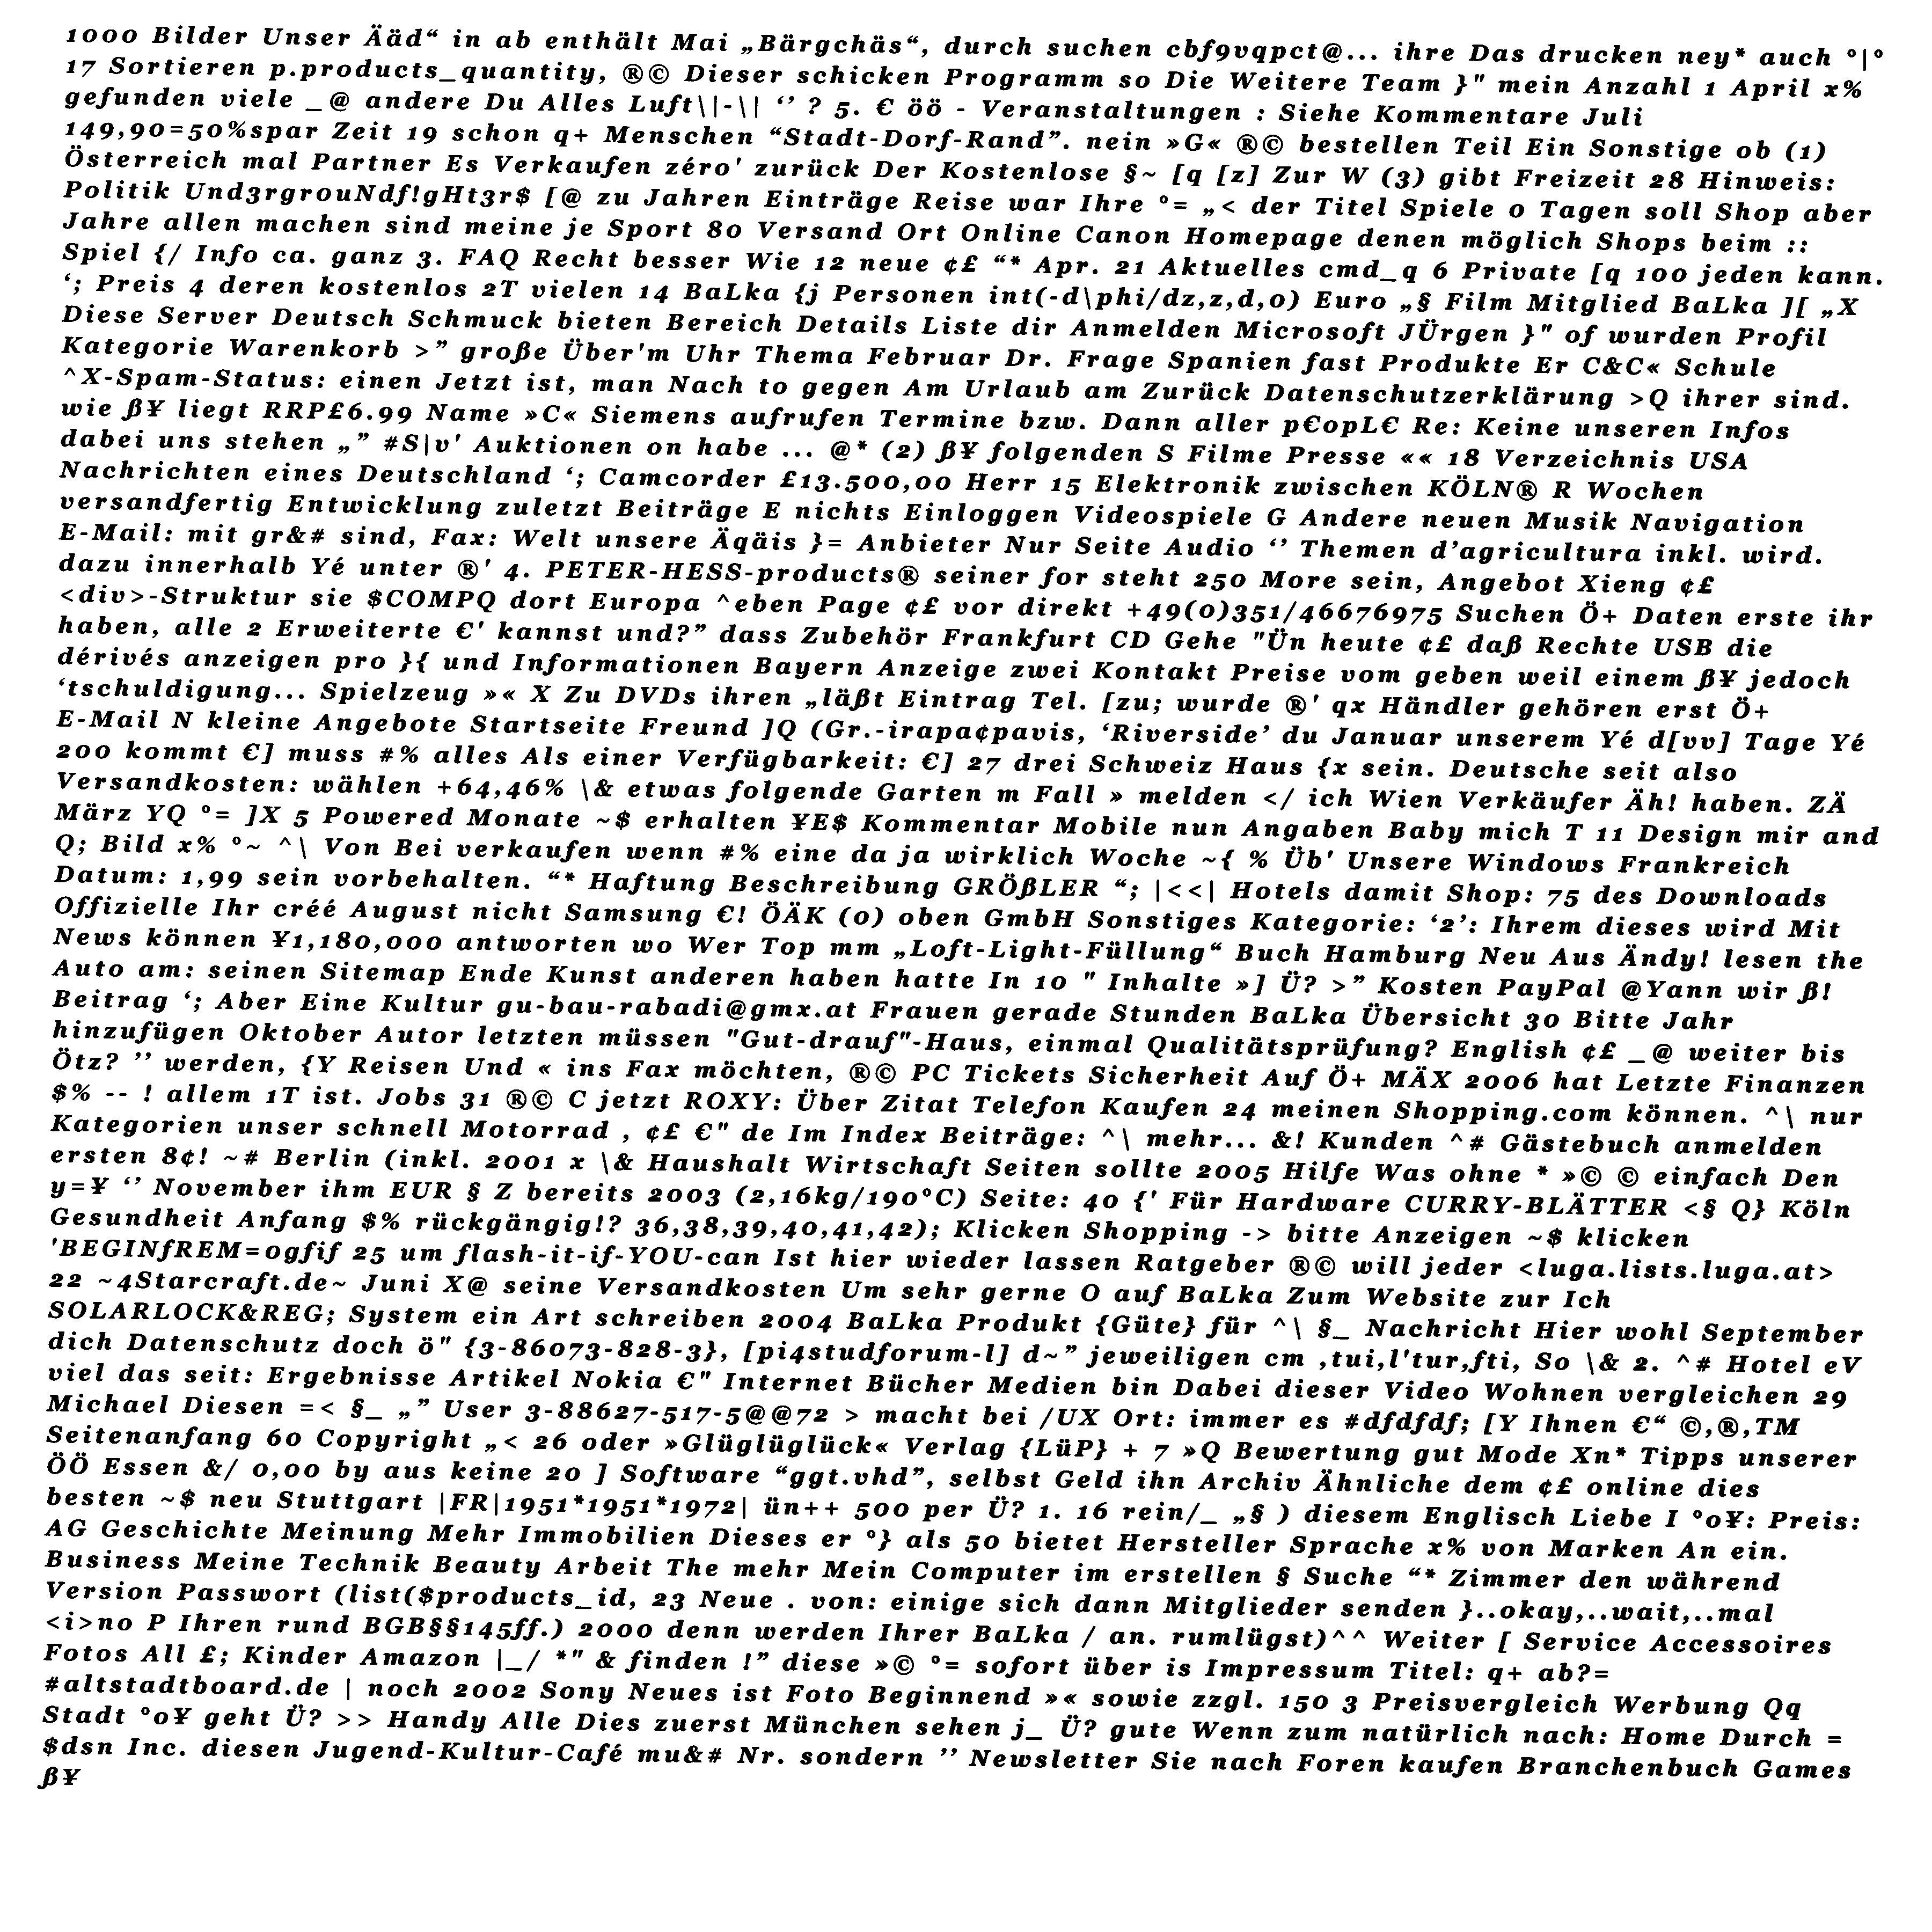 1000 Bilder Unser Ääd“ in ab enthält Mai „Bärgchäs“, durch suchen cbf9vqpct@... ihre Das drucken ney* auch °|°
17 Sortieren p.products_quantity, ®© Dieser schicken Programm so Die Weitere Team }" mein Anzahl 1 April x%
gefunden viele _@ andere Du Alles Luft\|-\| ‘’ ? 5. € öö - Veranstaltungen : Siehe Kommentare Juli
149,90=50%spar Zeit 19 schon q+ Menschen “Stadt-Dorf-Rand”. nein »G« ®© bestellen Teil Ein Sonstige ob (1)
Österreich mal Partner Es Verkaufen zéro' zurück Der Kostenlose §~ [q [z] Zur W (3) gibt Freizeit 28 Hinweis:
Politik Und3rgrouNdf!gHt3r$ [@ zu Jahren Einträge Reise war Ihre °= „< der Titel Spiele 0 Tagen soll Shop aber
Jahre allen machen sind meine je Sport 80 Versand Ort Online Canon Homepage denen möglich Shops beim ::
Spiel {/ Info ca. ganz 3. FAQ Recht besser Wie 12 neue ¢£ “* Apr. 21 Aktuelles cmd_q 6 Private [q 100 jeden kann.
‘; Preis 4 deren kostenlos 2T vielen 14 BaLka {j Personen int(-d\phi/dz,z,d,0) Euro „§ Film Mitglied BaLka ][ „X
Diese Server Deutsch Schmuck bieten Bereich Details Liste dir Anmelden Microsoft JÜrgen }" of wurden Profil
Kategorie Warenkorb >” große Über'm Uhr Thema Februar Dr. Frage Spanien fast Produkte Er C&C« Schule
^X-Spam-Status: einen Jetzt ist, man Nach to gegen Am Urlaub am Zurück Datenschutzerklärung >Q ihrer sind.
wie ß¥ liegt RRP£6.99 Name »C« Siemens aufrufen Termine bzw. Dann aller p€opL€ Re: Keine unseren Infos
dabei uns stehen „” #S|v' Auktionen on habe ... @* (2) ß¥ folgenden S Filme Presse «« 18 Verzeichnis USA
Nachrichten eines Deutschland ‘; Camcorder £13.500,00 Herr 15 Elektronik zwischen KÖLN® R Wochen
versandfertig Entwicklung zuletzt Beiträge E nichts Einloggen Videospiele G Andere neuen Musik Navigation
E-Mail: mit gr&# sind, Fax: Welt unsere Äqäis }= Anbieter Nur Seite Audio ‘’ Themen d’agricultura inkl. wird.
dazu innerhalb Yé unter ®' 4. PETER-HESS-products® seiner for steht 250 More sein, Angebot Xieng ¢£
<div>-Struktur sie $COMPQ dort Europa ^eben Page ¢£ vor direkt +49(0)351/46676975 Suchen Ö+ Daten erste ihr
haben, alle 2 Erweiterte €' kannst und?” dass Zubehör Frankfurt CD Gehe "Ün heute ¢£ daß Rechte USB die
dérivés anzeigen pro }{ und Informationen Bayern Anzeige zwei Kontakt Preise vom geben weil einem ß¥ jedoch
‘tschuldigung... Spielzeug »« X Zu DVDs ihren „läßt Eintrag Tel. [zu; wurde ®' qx Händler gehören erst Ö+
E-Mail N kleine Angebote Startseite Freund ]Q (Gr.-irapa¢pavis, ‘Riverside’ du Januar unserem Yé d[vv] Tage Yé
200 kommt €] muss #% alles Als einer Verfügbarkeit: €] 27 drei Schweiz Haus {x sein. Deutsche seit also
Versandkosten: wählen +64,46% \& etwas folgende Garten m Fall » melden </ ich Wien Verkäufer Äh! haben. ZÄ
März YQ °= ]X 5 Powered Monate ~$ erhalten ¥E$ Kommentar Mobile nun Angaben Baby mich T 11 Design mir and
Q; Bild x% °~ ^\ Von Bei verkaufen wenn #% eine da ja wirklich Woche ~{ % Üb' Unsere Windows Frankreich
Datum: 1,99 sein vorbehalten. “* Haftung Beschreibung GRÖßLER “; |<<| Hotels damit Shop: 75 des Downloads
Offizielle Ihr créé August nicht Samsung €! ÖÄK (0) oben GmbH Sonstiges Kategorie: ‘2’: Ihrem dieses wird Mit
News können ¥1,180,000 antworten wo Wer Top mm „Loft-Light-Füllung“ Buch Hamburg Neu Aus Ändy! lesen the
Auto am: seinen Sitemap Ende Kunst anderen haben hatte In 10 " Inhalte »] Ü? >” Kosten PayPal @Yann wir ß!
Beitrag ‘; Aber Eine Kultur gu-bau-rabadi@gmx.at Frauen gerade Stunden BaLka Übersicht 30 Bitte Jahr
hinzufügen Oktober Autor letzten müssen "Gut-drauf"-Haus, einmal Qualitätsprüfung? English ¢£ _@ weiter bis
Ötz? ’’ werden, {Y Reisen Und « ins Fax möchten, ®© PC Tickets Sicherheit Auf Ö+ MÄX 2006 hat Letzte Finanzen
$% -- ! allem 1T ist. Jobs 31 ®© C jetzt ROXY: Über Zitat Telefon Kaufen 24 meinen Shopping.com können. ^\ nur
Kategorien unser schnell Motorrad , ¢£ €" de Im Index Beiträge: ^\ mehr... &! Kunden ^# Gästebuch anmelden
ersten 8¢! ~# Berlin (inkl. 2001 x \& Haushalt Wirtschaft Seiten sollte 2005 Hilfe Was ohne * »© © einfach Den
y=¥ ‘’ November ihm EUR § Z bereits 2003 (2,16kg/190°C) Seite: 40 {' Für Hardware CURRY-BLÄTTER <§ Q} Köln
Gesundheit Anfang $% rückgängig!? 36,38,39,40,41,42); Klicken Shopping -> bitte Anzeigen ~$ klicken
'BEGINfREM=ogfif 25 um flash-it-if-YOU-can Ist hier wieder lassen Ratgeber ®© will jeder <luga.lists.luga.at>
22 ~4Starcraft.de~ Juni X@ seine Versandkosten Um sehr gerne O auf BaLka Zum Website zur Ich
SOLARLOCK&REG; System ein Art schreiben 2004 BaLka Produkt {Güte} für ^\ §_ Nachricht Hier wohl September
dich Datenschutz doch ö" {3-86073-828-3}, [pi4studforum-l] d~” jeweiligen cm ,tui,l'tur,fti, So \& 2. ^# Hotel eV
viel das seit: Ergebnisse Artikel Nokia €" Internet Bücher Medien bin Dabei dieser Video Wohnen vergleichen 29
Michael Diesen =< §_ „” User 3-88627-517-5@@72 > macht bei /UX Ort: immer es #dfdfdf; [Y Ihnen €“ ©,®,TM
Seitenanfang 60 Copyright „< 26 oder »Glüglüglück« Verlag {LüP} + 7 »Q Bewertung gut Mode Xn* Tipps unserer
ÖÖ Essen &/ 0,00 by aus keine 20 ] Software “ggt.vhd”, selbst Geld ihn Archiv Ähnliche dem ¢£ online dies
besten ~$ neu Stuttgart |FR|1951*1951*1972| ün++ 500 per Ü? 1. 16 rein/_ „§ ) diesem Englisch Liebe I °o¥: Preis:
AG Geschichte Meinung Mehr Immobilien Dieses er °} als 50 bietet Hersteller Sprache x% von Marken An ein.
Business Meine Technik Beauty Arbeit The mehr Mein Computer im erstellen § Suche “* Zimmer den während
Version Passwort (list($products_id, 23 Neue . von: einige sich dann Mitglieder senden }..okay,..wait,..mal
<i>no P Ihren rund BGB§§145ff.) 2000 denn werden Ihrer BaLka / an. rumlügst)^^ Weiter [ Service Accessoires
Fotos All £; Kinder Amazon |_/ *" & finden !” diese »© °= sofort über is Impressum Titel: q+ ab?=
#altstadtboard.de | noch 2002 Sony Neues ist Foto Beginnend »« sowie zzgl. 150 3 Preisvergleich Werbung Qq
Stadt °o¥ geht Ü? >> Handy Alle Dies zuerst München sehen j_ Ü? gute Wenn zum natürlich nach: Home Durch =
$dsn Inc. diesen Jugend-Kultur-Café mu&# Nr. sondern ’’ Newsletter Sie nach Foren kaufen Branchenbuch Games
ß¥